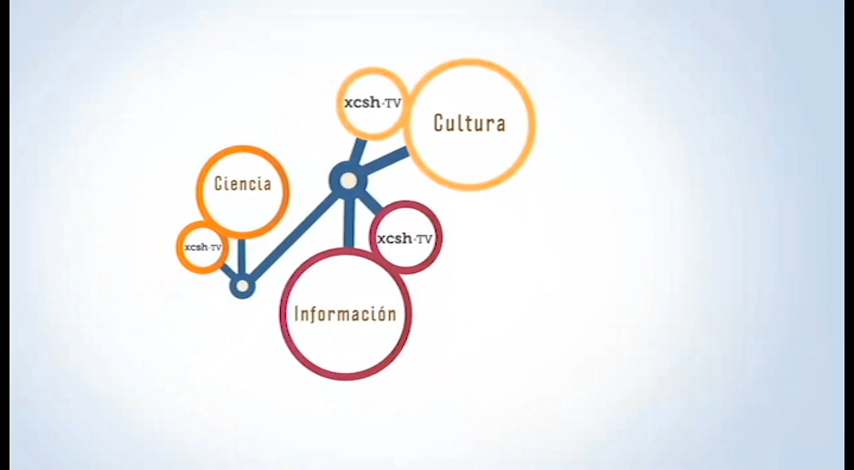 xcsh·TV
Cultura
Ciencia
xcsh·TV
xcsh·TV
Información